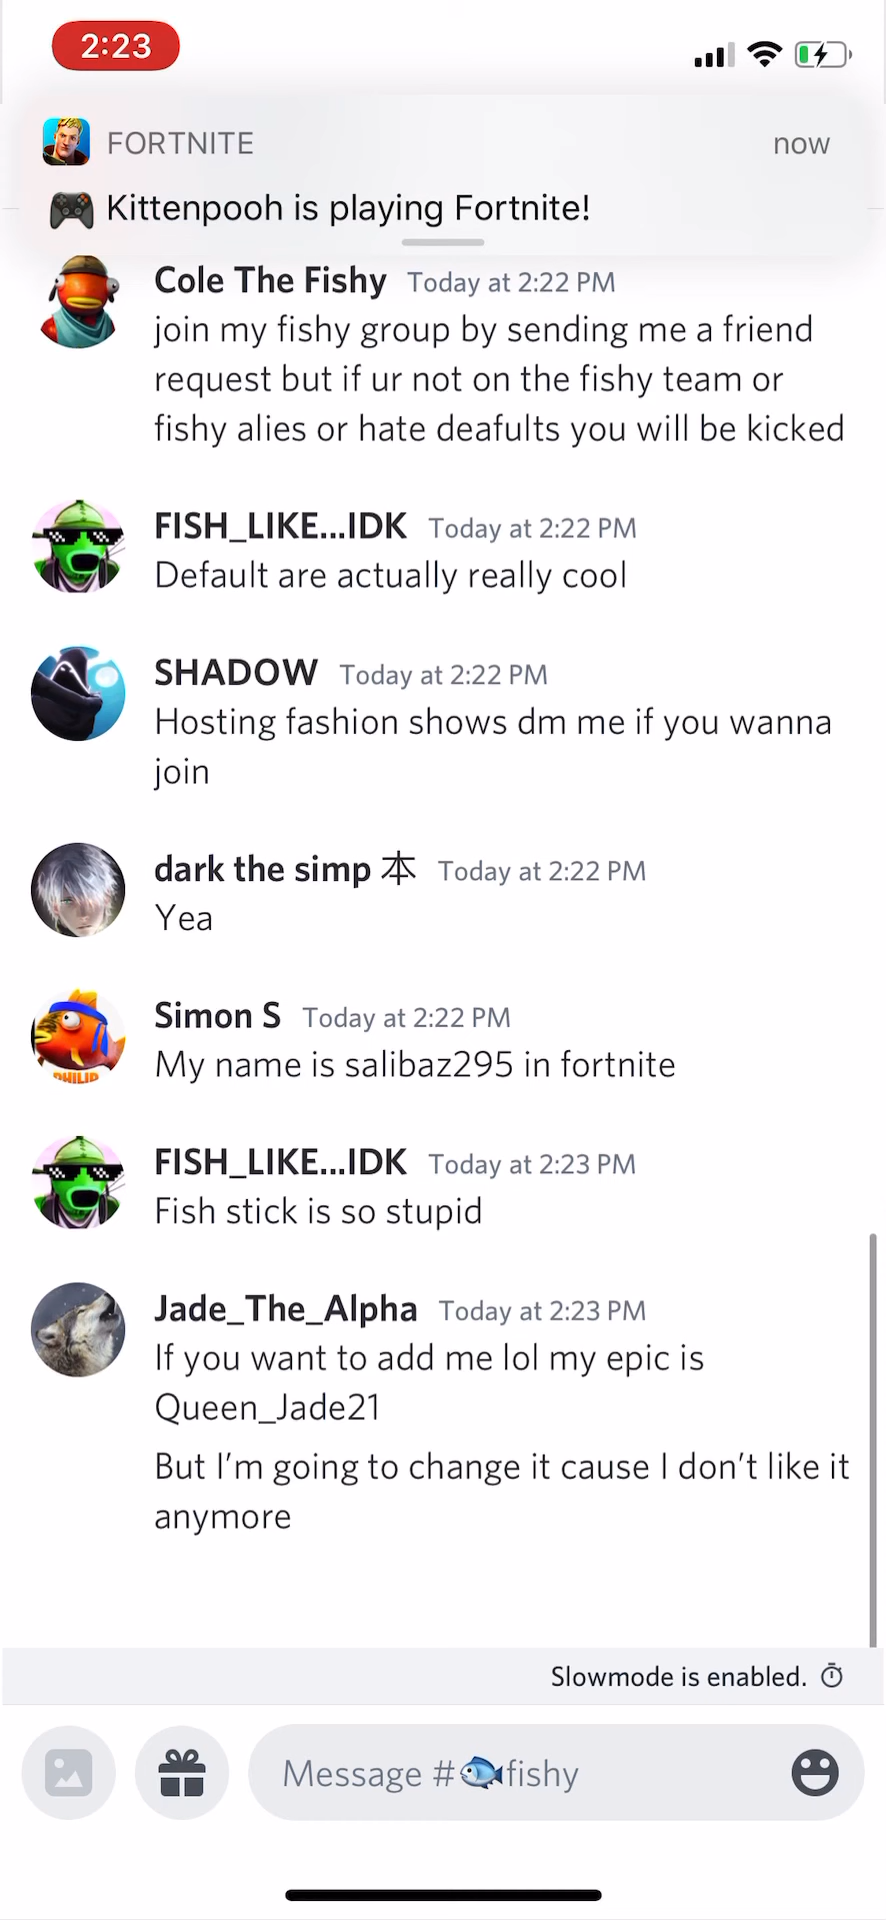 2:23
FORTNITE now
Kittenpooh is playing Fortnite!
Cole The Fishy Today at 2:22 PM
join my fishy group by sending me a friend
request but if ur not on the fishy team or
fishy alies or hate deafults you will be kicked
FISH_LIKE...IDK Today at 2:22 PM
Default are actually really cool
SHADOW Today at 2:22 PM
Hosting fashion shows dm me if you wanna
join
dark the simp 本 Today at 2:22 PM
Yea
Simon S Today at 2:22 PM
PHILIP
My name is salibaz295 in fortnite
FISH_LIKE...IDK Today at 2:23 PM
Fish stick is so stupid
Jade_The_Alpha Today at 2:23 PM
If you want to add me lol my epic is
Queen_Jade21
But I'm going to change it cause I don't like it
anymore
Slowmode is enabled.
Message #🐟fishy